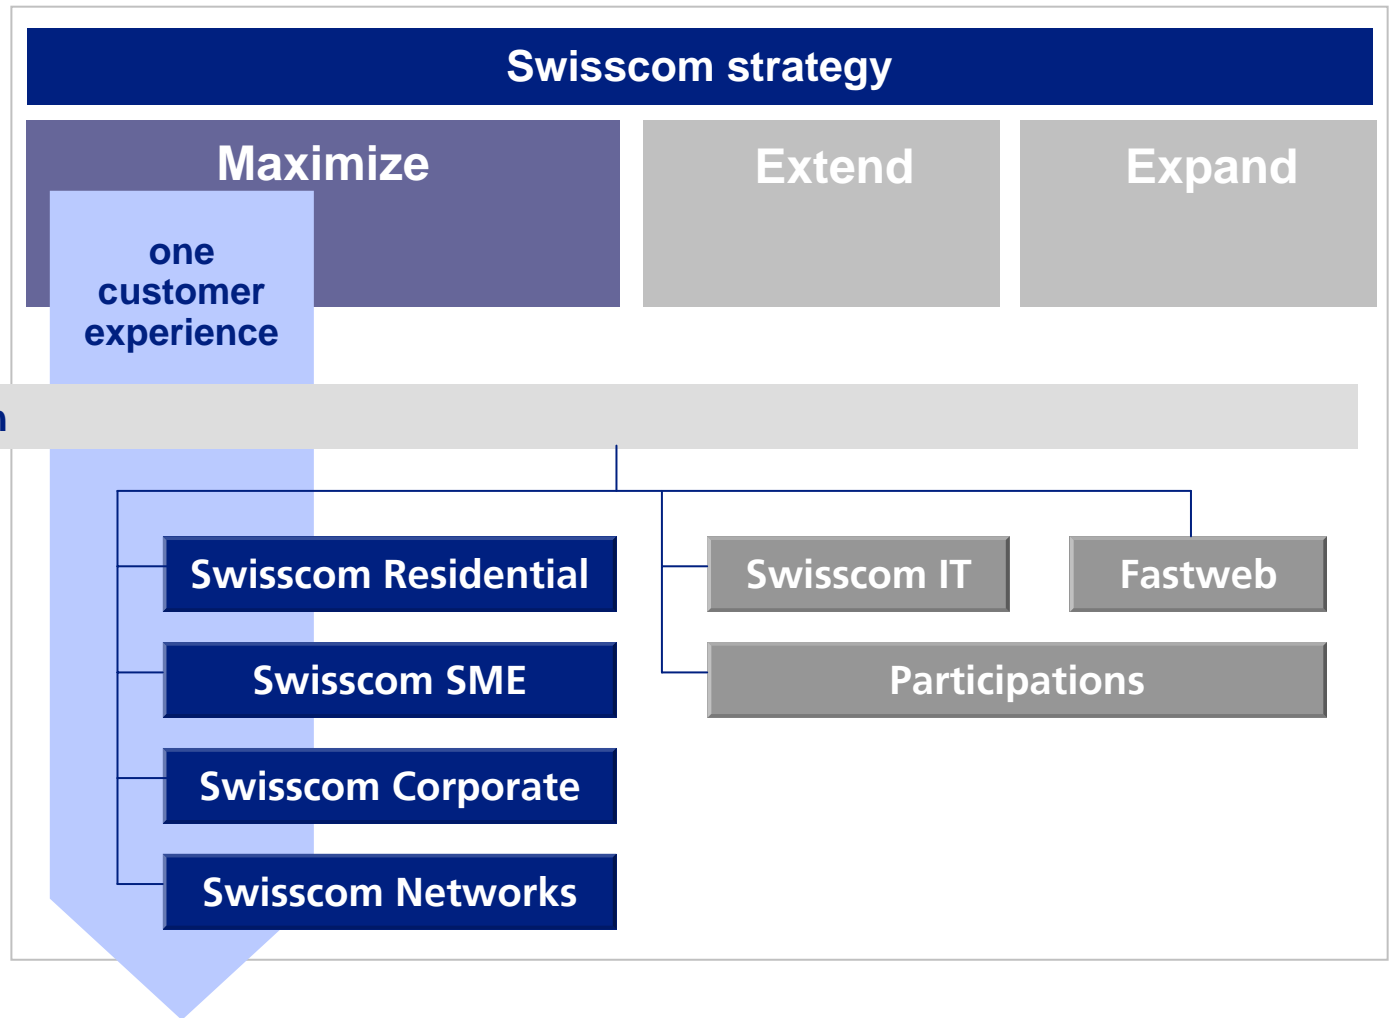 Swisscom strategy
Maximize
Extend
Expand
one
customer
experience
Swisscom Residential
Swisscom IT
Fastweb
Swisscom SME
Participations
Swisscom Corporate
Swisscom Networks